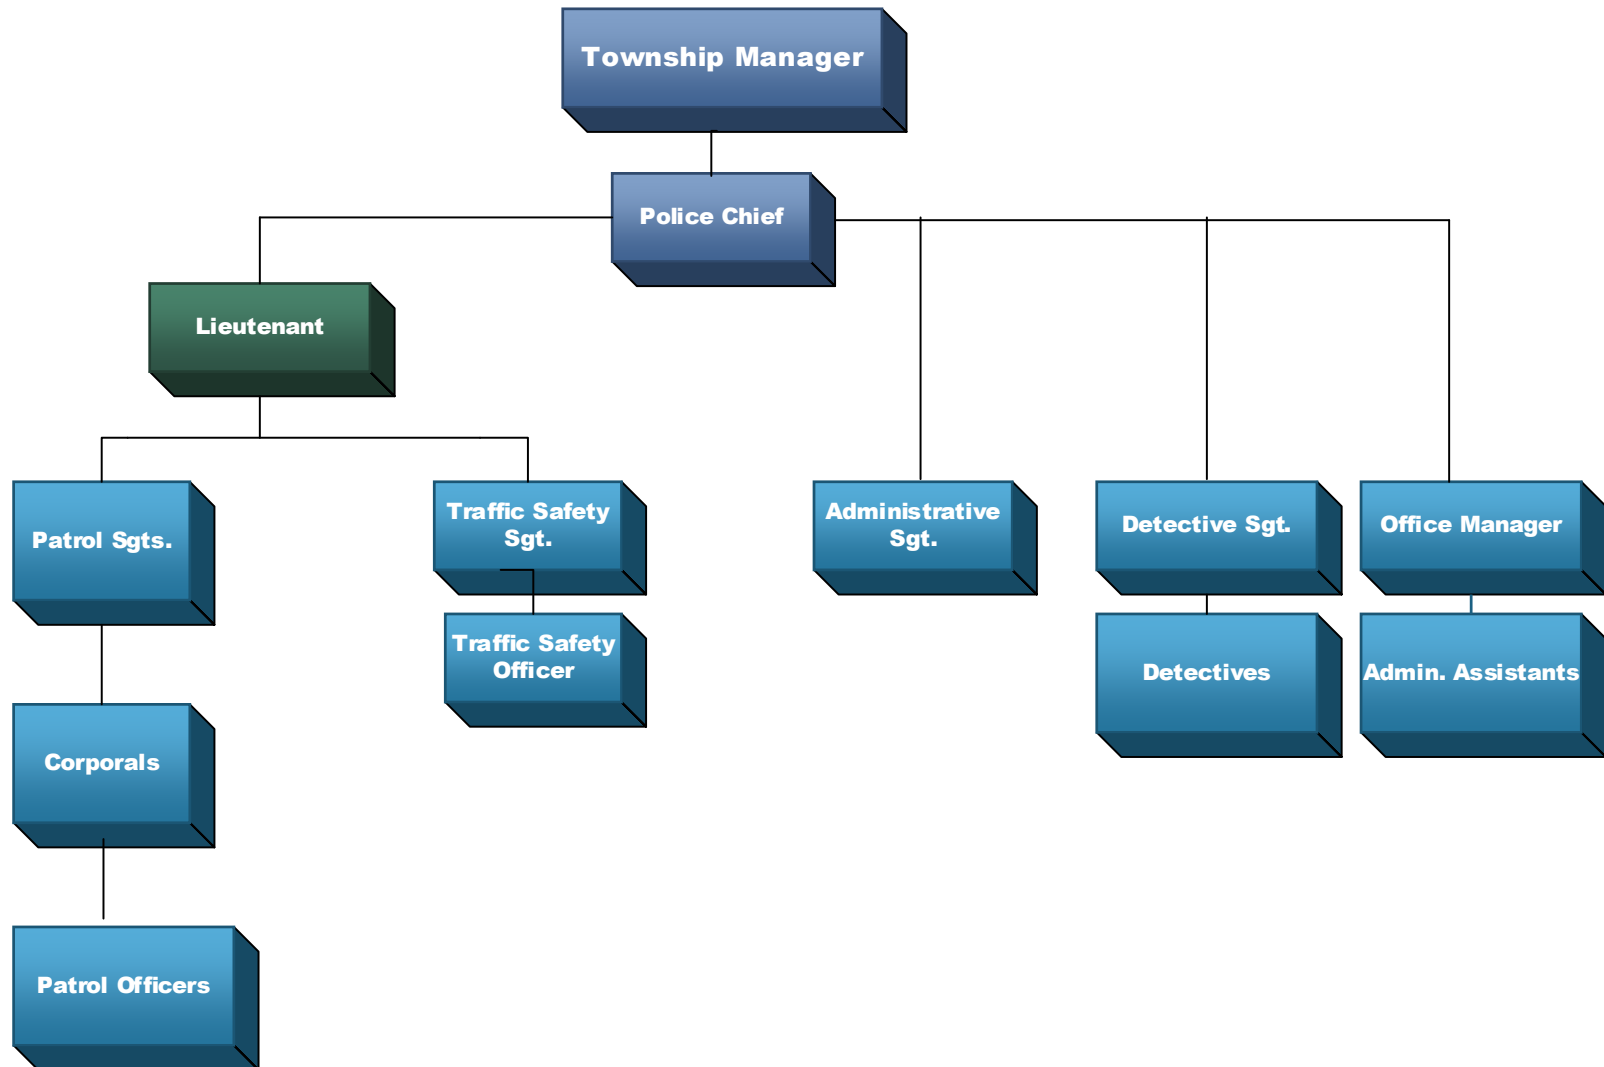 Township Manager
Police Chief
Lieutenant
Patrol Sgts.
Traffic Safety
Sgt.
Administrative
Sgt.
Detective Sgt.
Office Manager
Traffic Safety
Officer
Detectives
Admin. Assistants
Corporals
Patrol Officers